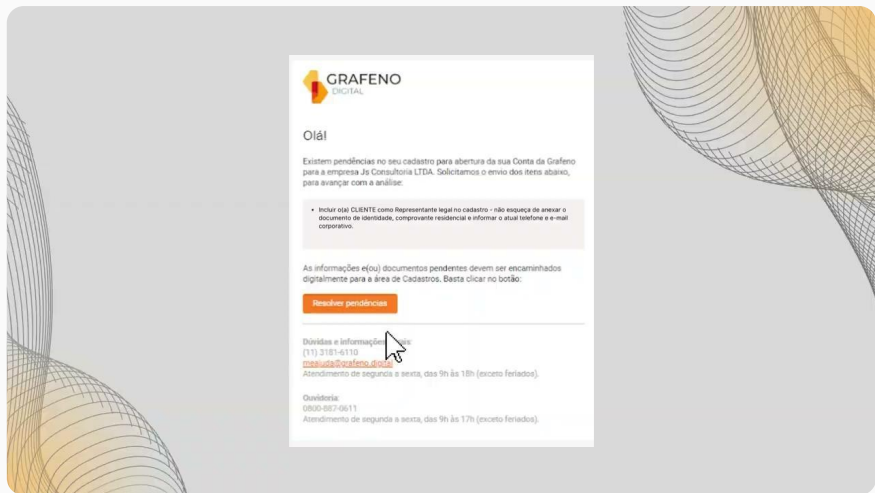 GRAFENO
DIGITAL
Olá!
Existem pendências no seu cadastro para abertura da sua Conta da Grafeno
para a empresa Js Consultoria LTDA. Solicitamos o envio dos itens abaixo,
para avançar com a análise:
• Incluir o(a) CLIENTE como Representante legal no cadastro - não esqueça de anexar o
documento de identidade, comprovante residencial e informar o atual telefone e e-mail
corporativo.
As informações e(ou) documentos pendentes devem ser encaminhados
digitalmente para a área de Cadastros. Basta clicar no botão:
Resolver pendências
Dúvidas e informações
(11) 3181-6110
meajuda@grafeno.digital
Atendimento de segunda a sexta, das 9h às 18h (exceto feriados).
Ouvidoria:
0800-887-0611
Atendimento de segunda a sexta, das 9h às 17h (exceto feriados).